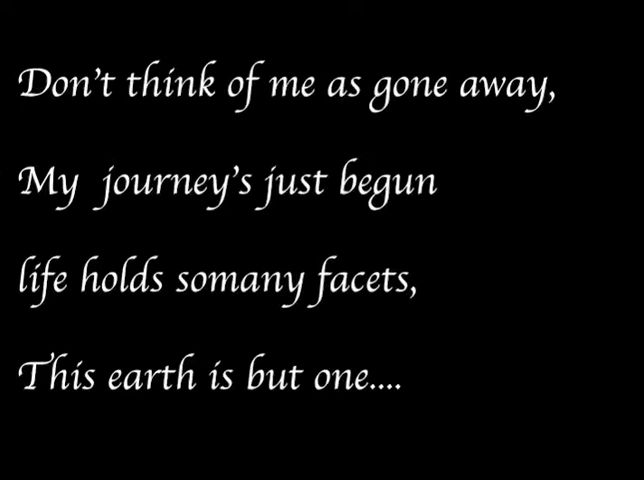 Don't think of me as gone away,
My journey's just begun
life holds somany facets,
This earth is but one....